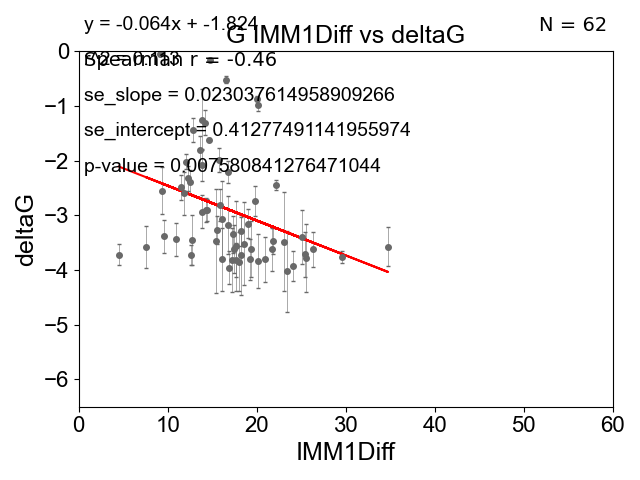 y = -0.064x + -1.824
N = 62
G IMM1Diff vs deltaG
Spearman r = -0.46
se_slope = 0.023037614958909266
se_intercept = 0.41277491141955974
p-value = 0.007580841276471044
deltaG
0
−1
−2
−3
−4
−5
−6
0 10 20 30 40 50 60
IMM1Diff